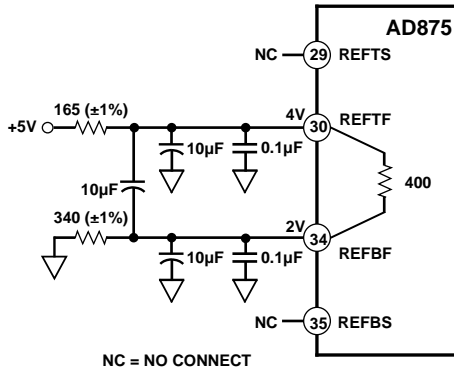 AD875
NC 29 REFTS
165 (±1%)
+5V
4V 30 REFTF
10µF 0.1µF
400
10µF
340 (±1%)
2V 34 REFBF
10µF 0.1µF
NC 35 REFBS
NC = NO CONNECT